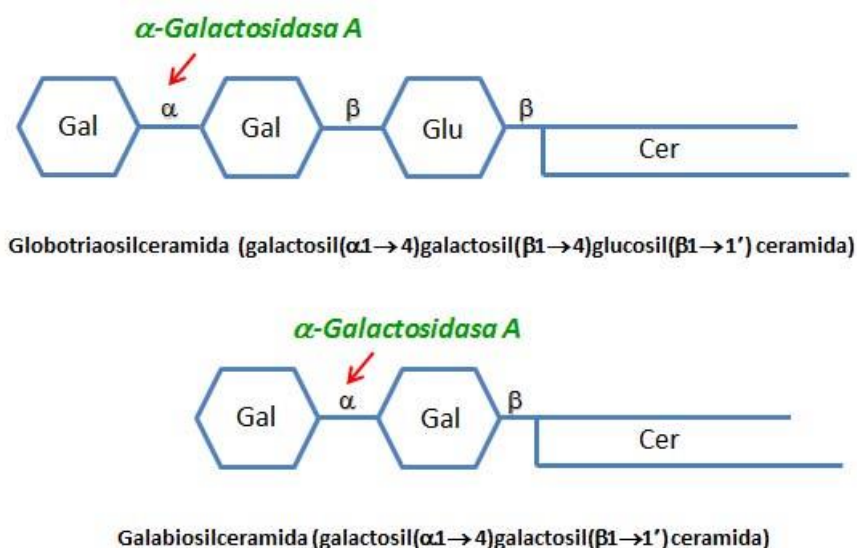 α-Galactosidasa A
Gal α Gal β Glu β
Cer
Globotriaosilceramida (galactosil(α1→4)galactosil(β1→4)glucosil(β1→1′) ceramida)
α-Galactosidasa A
Gal α Gal β
Cer
Galabiosilceramida (galactosil(α1→4)galactosil(β1→1′) ceramida)